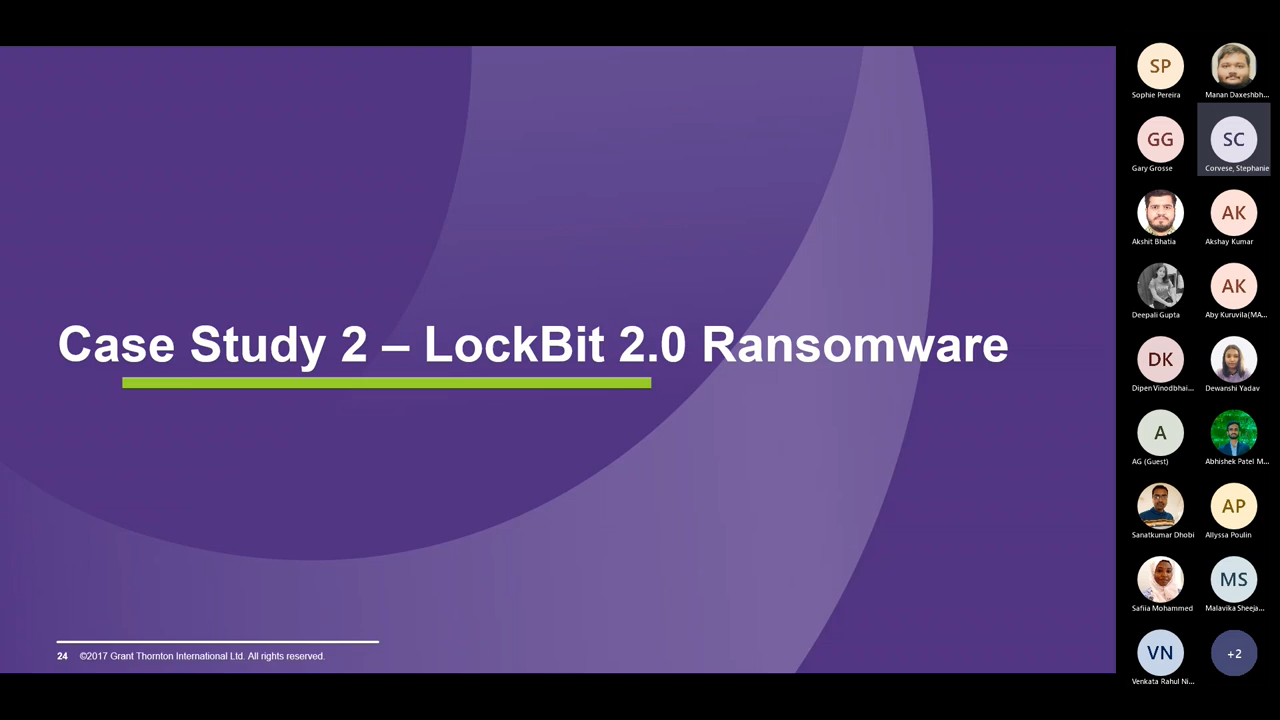 Case Study 2 – LockBit 2.0 Ransomware
24 ©2017 Grant Thornton International Ltd. All rights reserved.
SP
Sophie Pereira
Manan Daxeshbh...
GG
Gary Grosse
SC
Corvese, Stephanie
Akshit Bhatia
AK
Akshay Kumar
Deepali Gupta
AK
Aby Kuruvila(MA...
DK
Dipen Vinodbhai...
Dewanshi Yadav
A
AG (Guest)
Abhishek Patel M...
Sanatkumar Dhobi
AP
Allyssa Poulin
Safiia Mohammed
MS
Malavika Sheeja...
VN
Venkata Rahul Ni...
+2